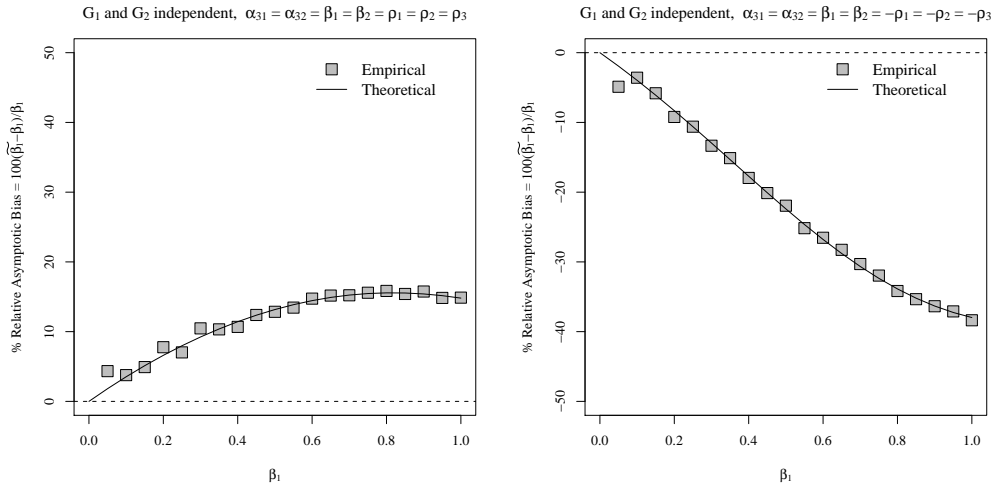 G₁ and G₂ independent, α₃₁ = α₃₂ = β₁ = β₂ = ρ₁ = ρ₂ = ρ₃
% Relative Asymptotic Bias = 100(β̃₁−β₁)/β₁
50
40
30
20
10
0
Empirical
Theoretical
0.0 0.2 0.4 0.6 0.8 1.0
β₁
G₁ and G₂ independent, α₃₁ = α₃₂ = β₁ = β₂ = −ρ₁ = −ρ₂ = −ρ₃
% Relative Asymptotic Bias = 100(β̃₁−β₁)/β₁
0
−10
−20
−30
−40
−50
Empirical
Theoretical
0.0 0.2 0.4 0.6 0.8 1.0
β₁